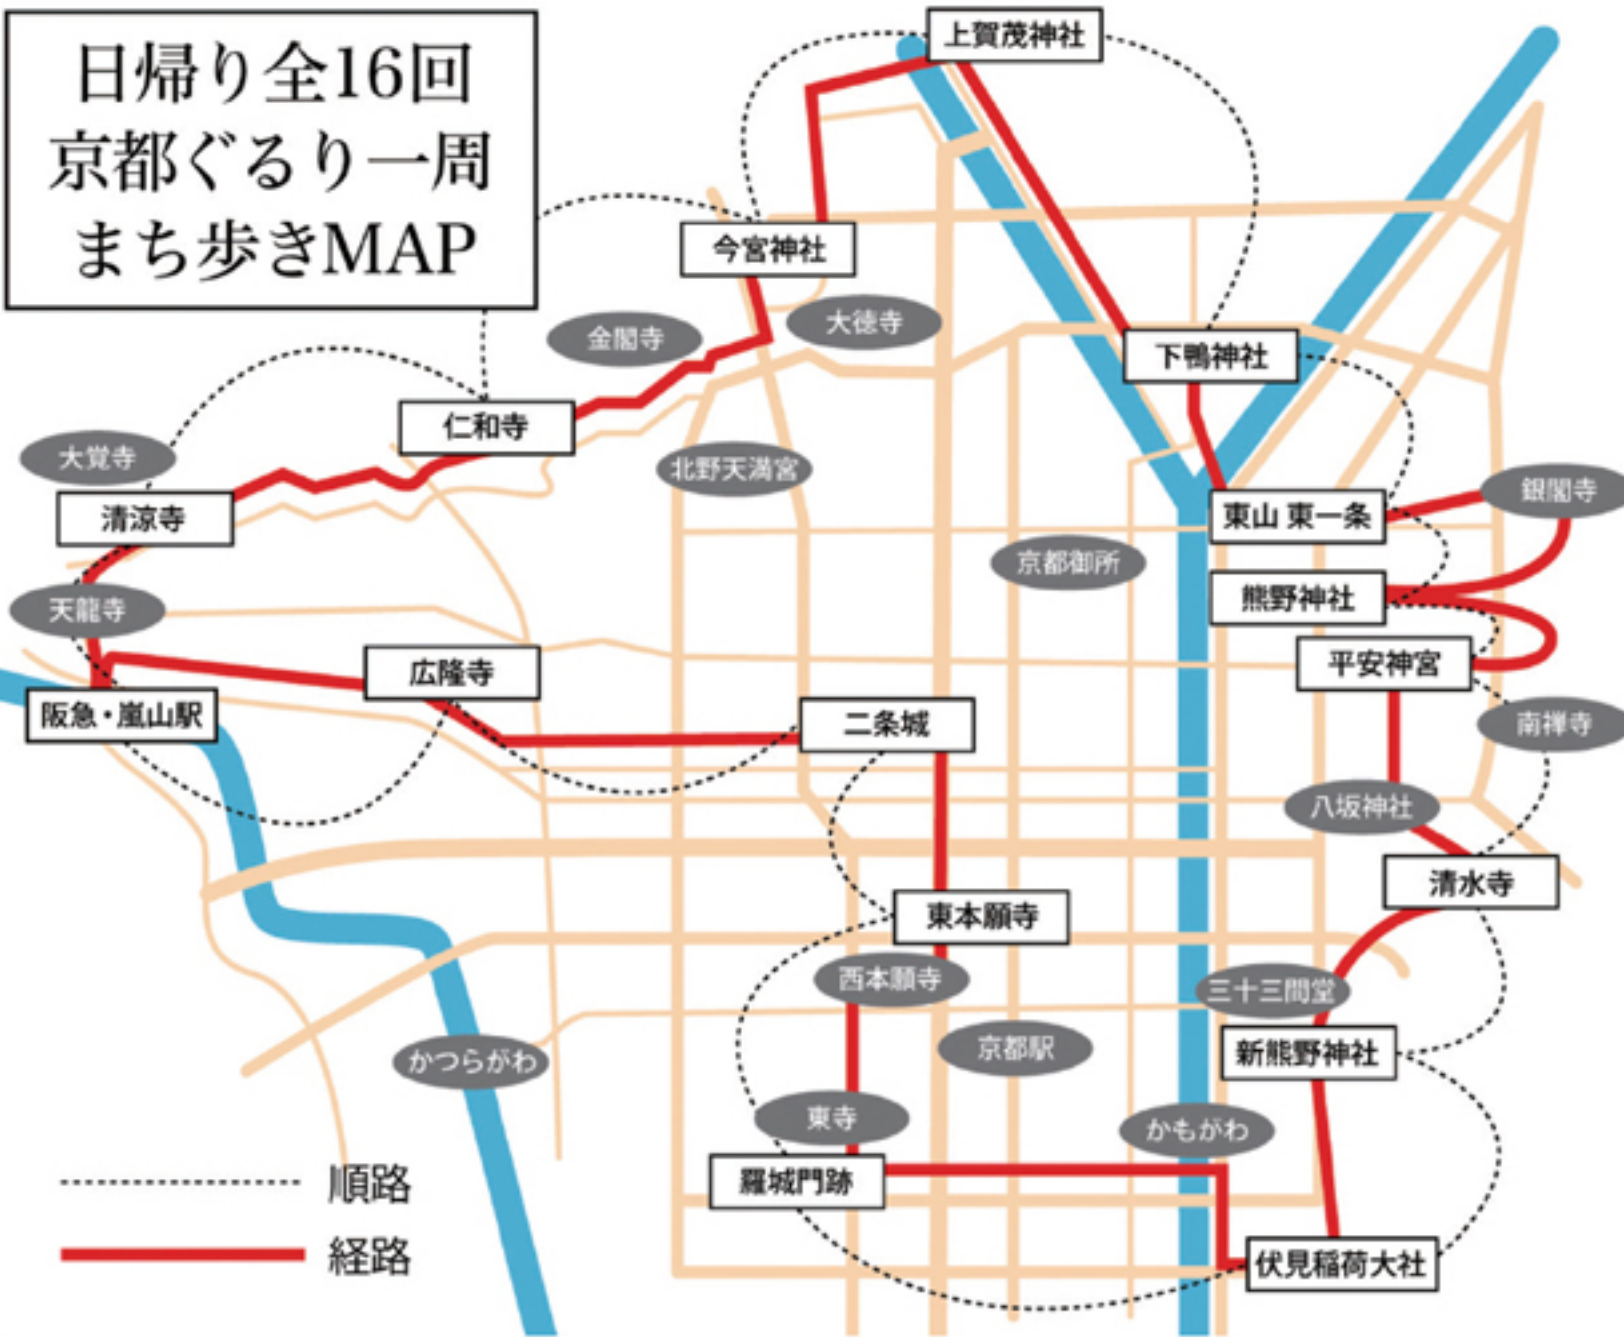 日帰り全16回
京都ぐるり一周
まち歩きMAP
上賀茂神社
今宮神社
金閣寺
大徳寺
下鴨神社
仁和寺
大覚寺
北野天満宮
清涼寺
東山 東一条
銀閣寺
京都御所
天龍寺
熊野神社
広隆寺
平安神宮
阪急・嵐山駅
二条城
南禅寺
八坂神社
清水寺
東本願寺
西本願寺
三十三間堂
かつらがわ
京都駅
新熊野神社
東寺
かもがわ
羅城門跡
順路
経路
伏見稲荷大社